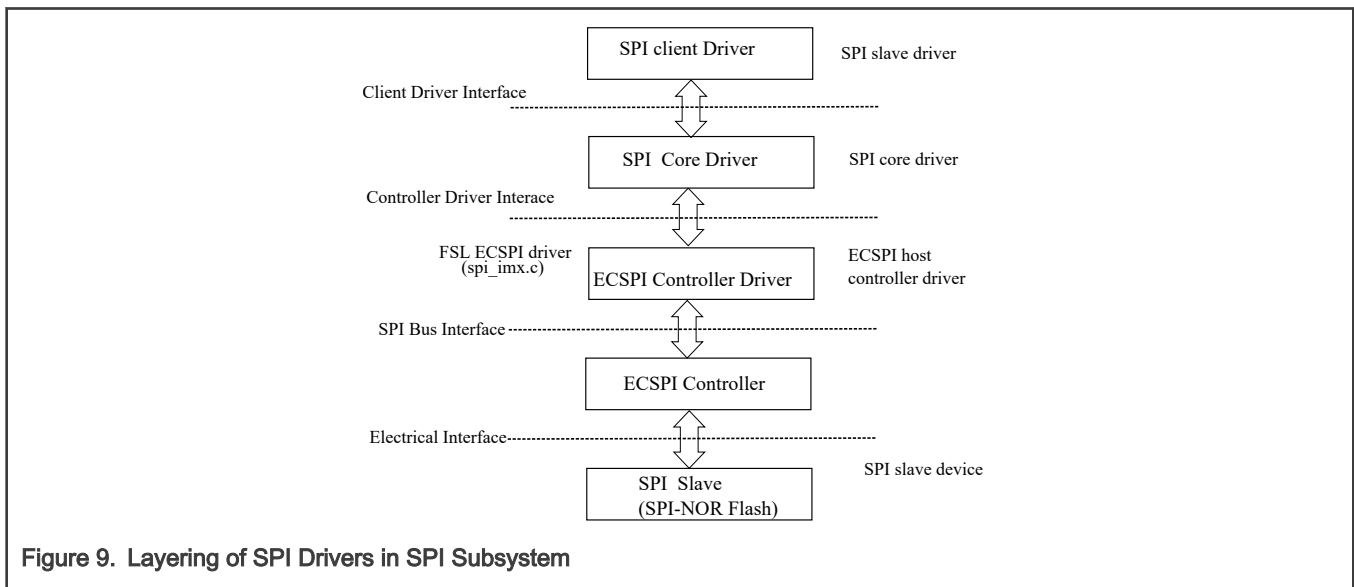 SPI client Driver
SPI slave driver
Client Driver Interface
SPI Core Driver
SPI core driver
Controller Driver Interace
FSL ECSPI driver
(spi_imx.c)
ECSPI Controller Driver
ECSPI host
controller driver
SPI Bus Interface
ECSPI Controller
Electrical Interface
SPI Slave
(SPI-NOR Flash)
SPI slave device
Figure 9. Layering of SPI Drivers in SPI Subsystem